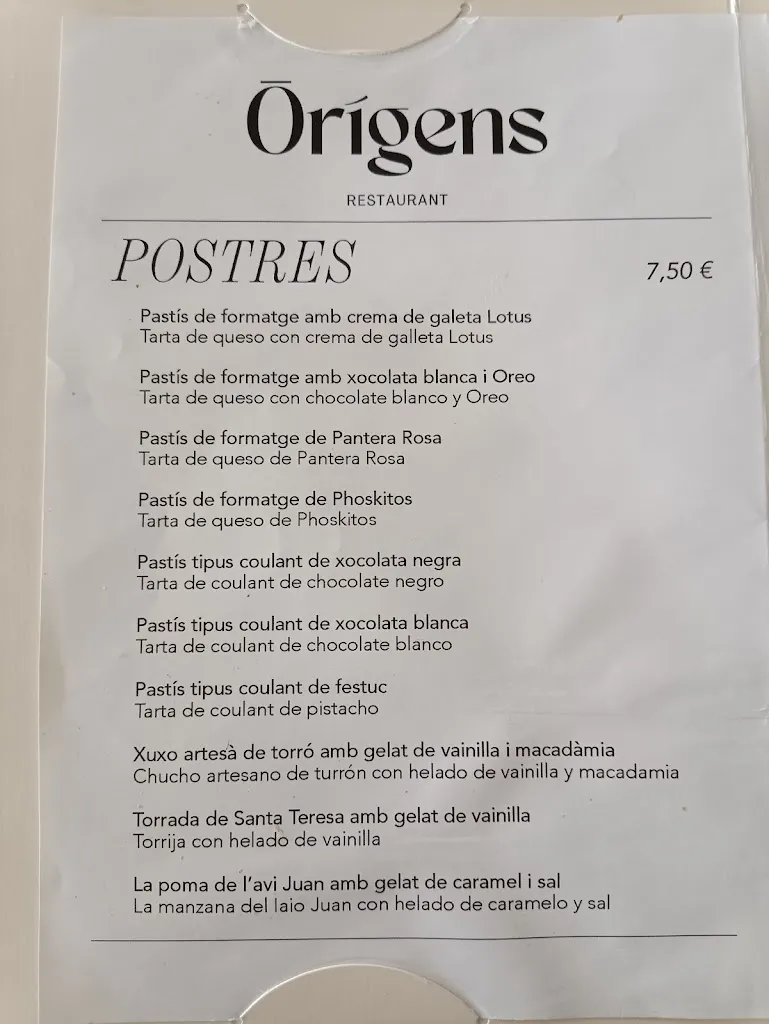 Ōrígens
RESTAURANT
POSTRES
7,50 €
Pastís de formatge amb crema de galeta Lotus
Tarta de queso con crema de galleta Lotus
Pastís de formatge amb xocolata blanca i Oreo
Tarta de queso con chocolate blanco y Oreo
Pastís de formatge de Pantera Rosa
Tarta de queso de Pantera Rosa
Pastís de formatge de Phoskitos
Tarta de queso de Phoskitos
Pastís tipus coulant de xocolata negra
Tarta de coulant de chocolate negro
Pastís tipus coulant de xocolata blanca
Tarta de coulant de chocolate blanco
Pastís tipus coulant de festuc
Tarta de coulant de pistacho
Xuxo artesà de torró amb gelat de vainilla i macadàmia
Chucho artesano de turrón con helado de vainilla y macadamia
Torrada de Santa Teresa amb gelat de vainilla
Torrija con helado de vainilla
La poma de l'avi Juan amb gelat de caramel i sal
La manzana del Iaio Juan con helado de caramelo y sal